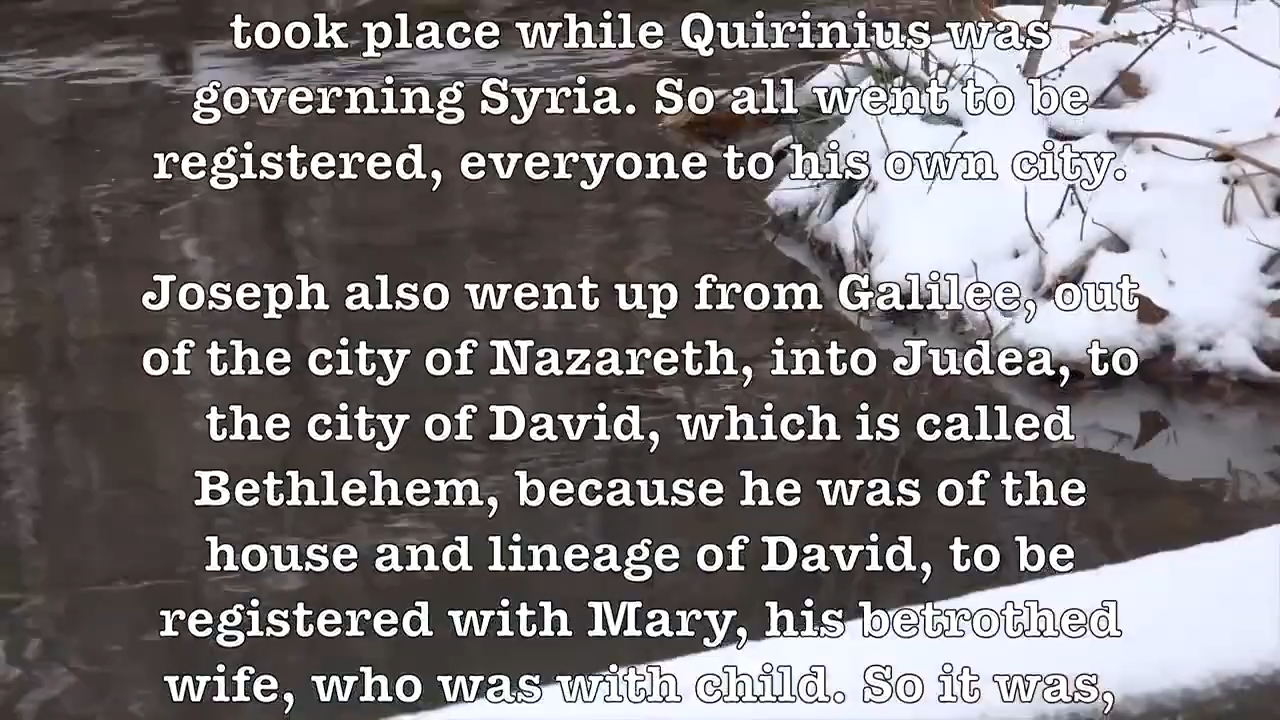 took place while Quirinius was
governing Syria. So all went to be
registered, everyone to his own city.
Joseph also went up from Galilee, out
of the city of Nazareth, into Judea, to
the city of David, which is called
Bethlehem, because he was of the
house and lineage of David, to be
registered with Mary, his betrothed
wife, who was with child. So it was,